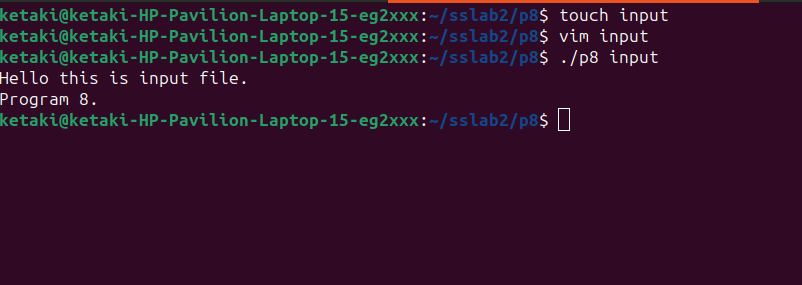 ketaki@ketaki-HP-Pavilion-Laptop-15-eg2xxx:~/sslab2/p8$ touch input
ketaki@ketaki-HP-Pavilion-Laptop-15-eg2xxx:~/sslab2/p8$ vim input
ketaki@ketaki-HP-Pavilion-Laptop-15-eg2xxx:~/sslab2/p8$ ./p8 input
Hello this is input file.
Program 8.
ketaki@ketaki-HP-Pavilion-Laptop-15-eg2xxx:~/sslab2/p8$